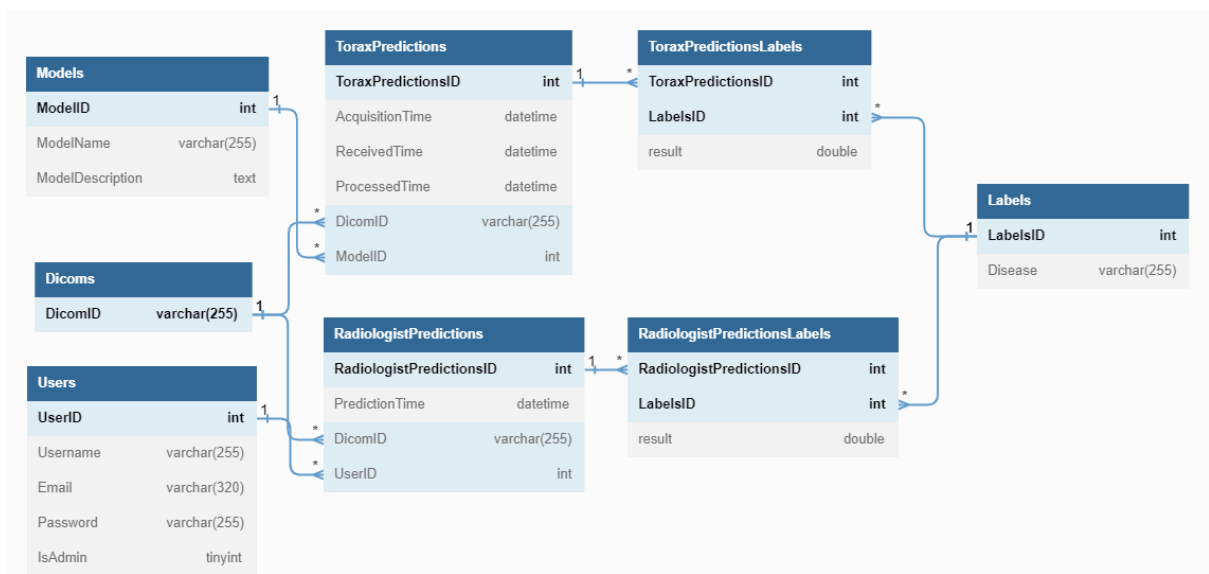 Models
ModelID int
ModelName varchar(255)
ModelDescription text
Dicoms
DicomID varchar(255)
Users
UserID int
Username varchar(255)
Email varchar(320)
Password varchar(255)
IsAdmin tinyint
1
1
1
ToraxPredictions
ToraxPredictionsID int
AcquisitionTime datetime
ReceivedTime datetime
ProcessedTime datetime
* DicomID varchar(255)
* ModelID int
RadiologistPredictions
RadiologistPredictionsID int
PredictionTime datetime
* DicomID varchar(255)
* UserID int
1 *
1 *
ToraxPredictionsLabels
ToraxPredictionsID int
LabelsID int *
result double
RadiologistPredictionsLabels
RadiologistPredictionsID int
LabelsID int *
result double
Labels
1 LabelsID int
Disease varchar(255)